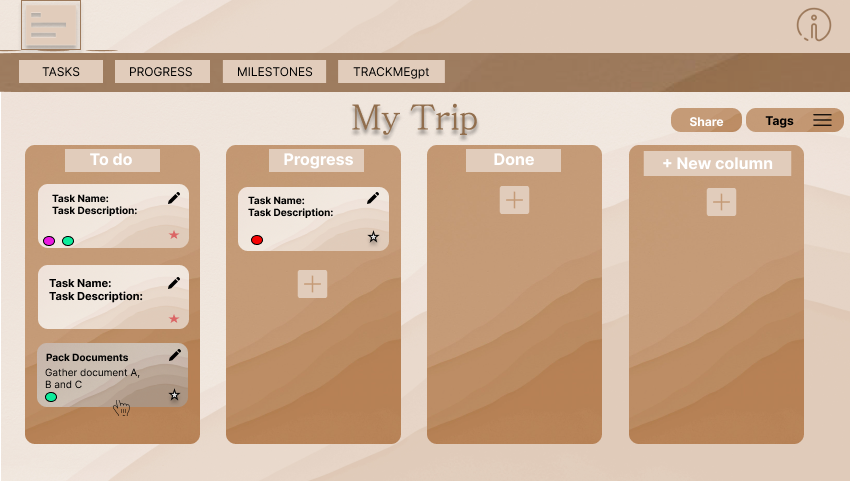 TASKS
PROGRESS
MILESTONES
TRACKMEgpt
My Trip
Share
Tags
To do
Task Name:
Task Description:
Task Name:
Task Description:
Pack Documents
Gather document A,
B and C
Progress
Task Name:
Task Description:
Done
+ New column